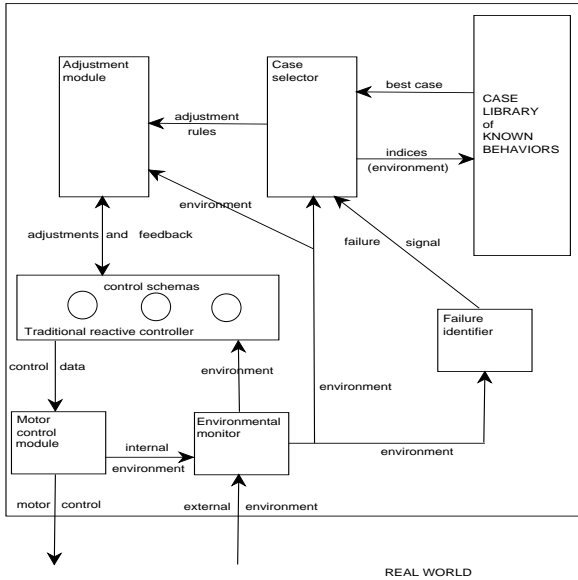 Adjustment
module
Case
selector
best case
CASE
LIBRARY
of
KNOWN
BEHAVIORS
adjustment
rules
indices
(environment)
environment
adjustments and feedback
failure signal
control schemas
Traditional reactive controller
Failure
identifier
control data
environment
environment
Motor
control
module
internal
environment
Environmental
monitor
environment
motor control
external environment
REAL WORLD